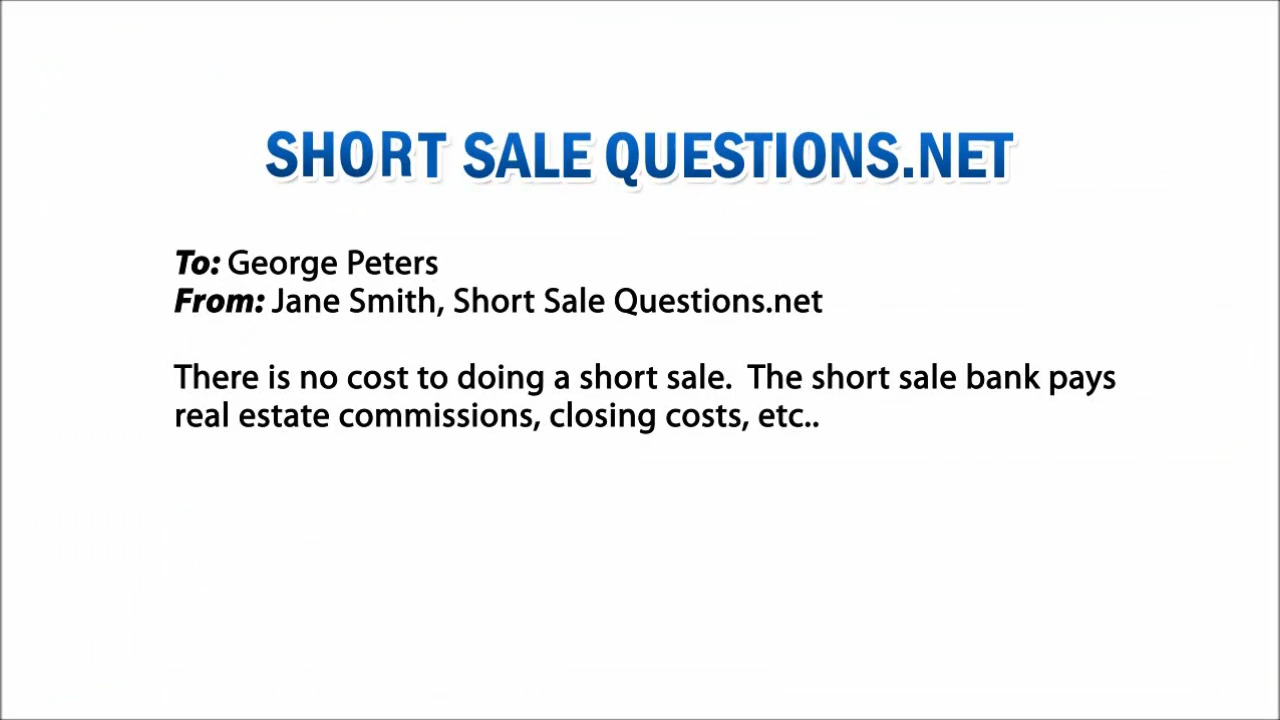 SHORT SALE QUESTIONS.NET
To: George Peters
From: Jane Smith, Short Sale Questions.net
There is no cost to doing a short sale.  The short sale bank pays
real estate commissions, closing costs, etc..